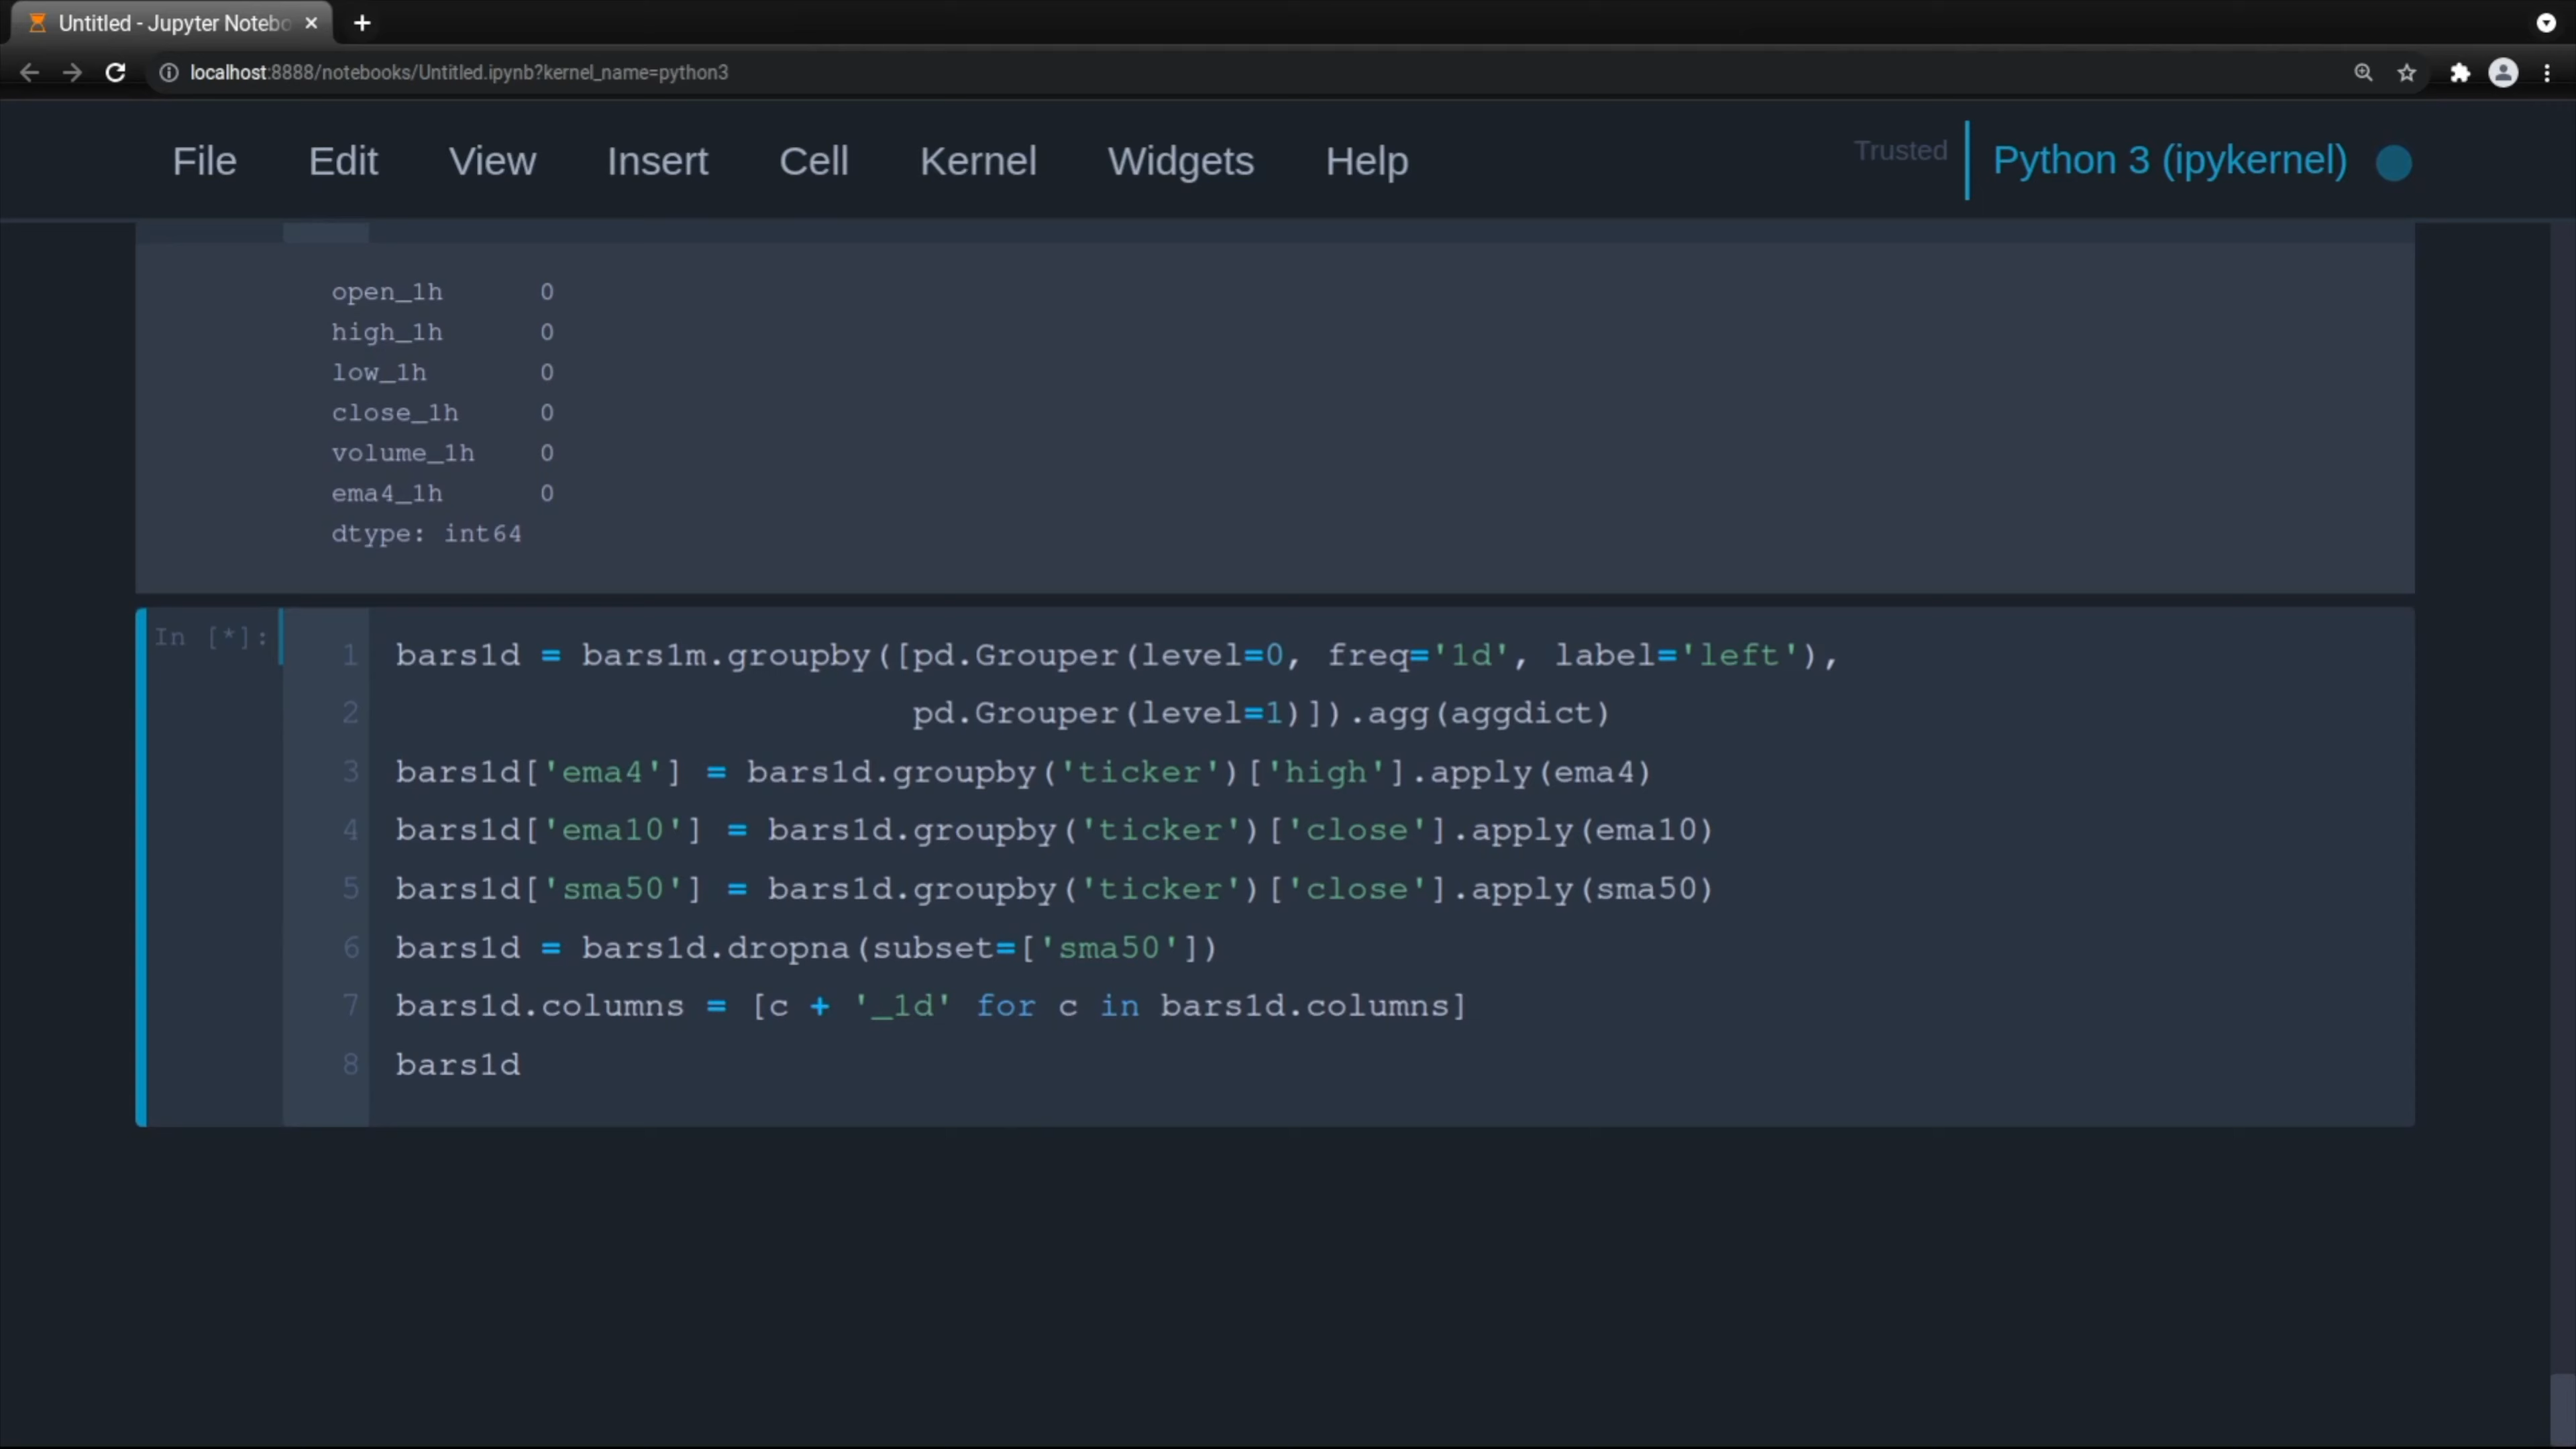 Untitled - Jupyter Notebo
localhost:8888/notebooks/Untitled.ipynb?kernel_name=python3
File Edit View Insert Cell Kernel Widgets Help Trusted Python 3 (ipykernel)
open_1h 0
high_1h 0
low_1h 0
close_1h 0
volume_1h 0
ema4_1h 0
dtype: int64
In [*]:
1 bars1d = bars1m.groupby([pd.Grouper(level=0, freq='1d', label='left'),
2 pd.Grouper(level=1)]).agg(aggdict)
3 bars1d['ema4'] = bars1d.groupby('ticker')['high'].apply(ema4)
4 bars1d['ema10'] = bars1d.groupby('ticker')['close'].apply(ema10)
5 bars1d['sma50'] = bars1d.groupby('ticker')['close'].apply(sma50)
6 bars1d = bars1d.dropna(subset=['sma50'])
7 bars1d.columns = [c + '_1d' for c in bars1d.columns]
8 bars1d